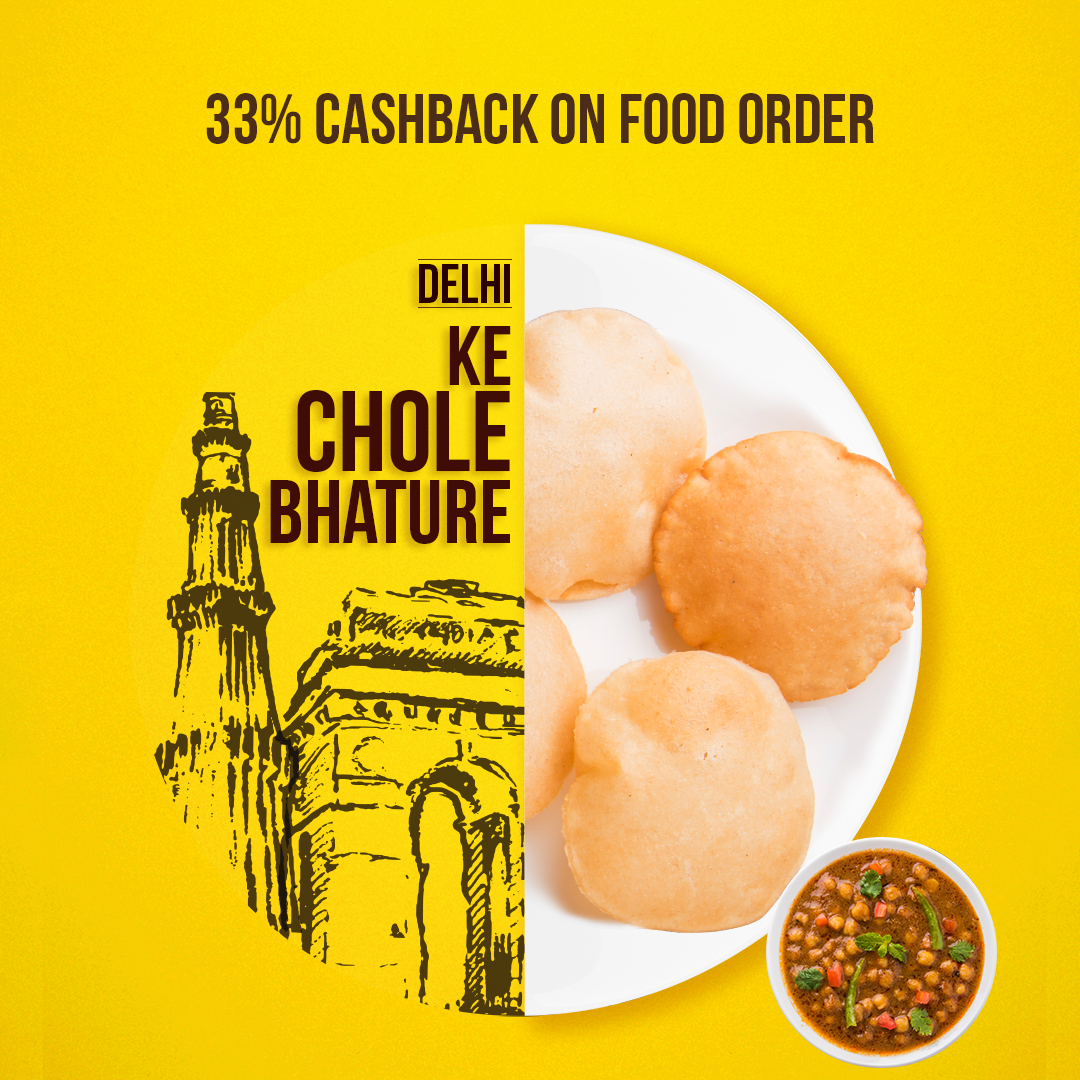 33% CASHBACK ON FOOD ORDER
DELHI
KE
CHOLE
BHATURE